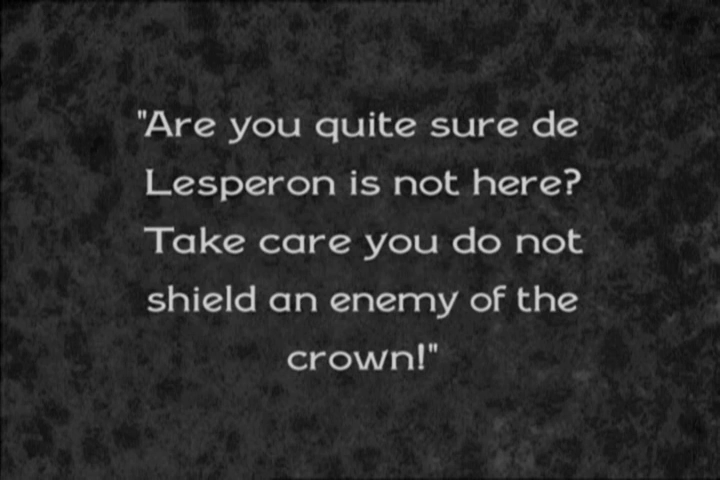 "Are you quite sure de
Lesperon is not here?
Take care you do not
shield an enemy of the
crown!"